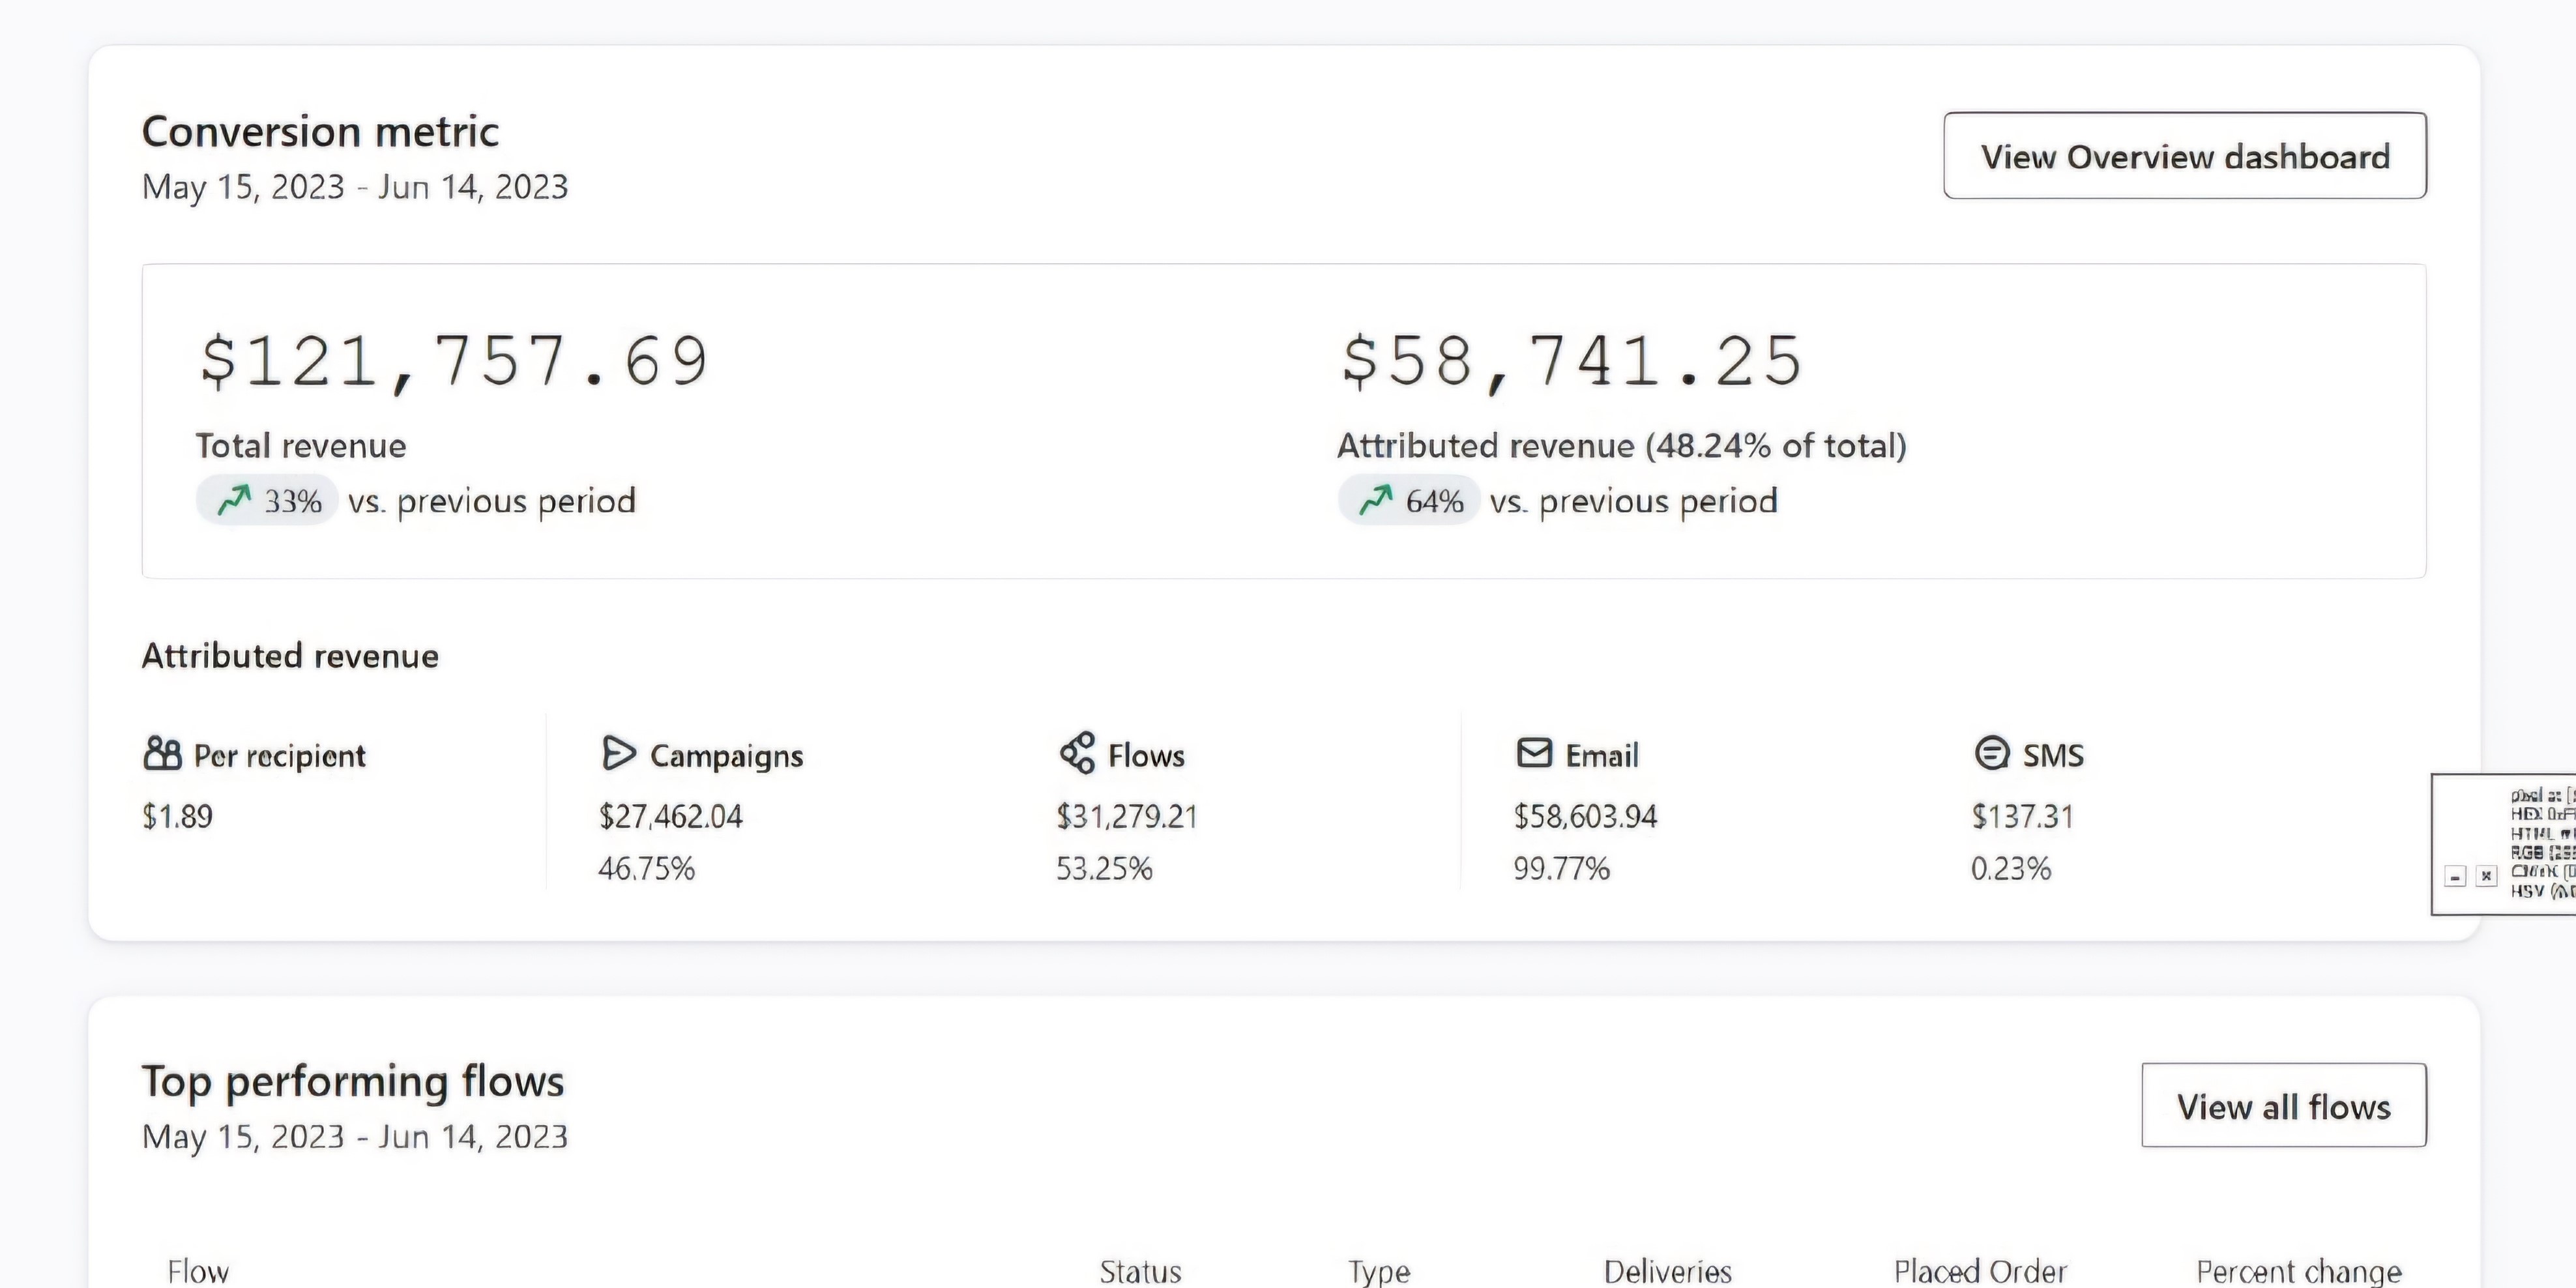 Conversion metric
May 15, 2023 - Jun 14, 2023
View Overview dashboard
$121,757.69
Total revenue
33% vs. previous period
$58,741.25
Attributed revenue (48.24% of total)
64% vs. previous period
Attributed revenue
Per recipient
$1.89
Campaigns
$27,462.04
46.75%
Flows
$31,279.21
53.25%
Email
$58,603.94
99.77%
SMS
$137.31
0.23%
HTML
RGB
HSV
Top performing flows
May 15, 2023 - Jun 14, 2023
View all flows
Flow Status Type Deliveries Placed Order Percent change